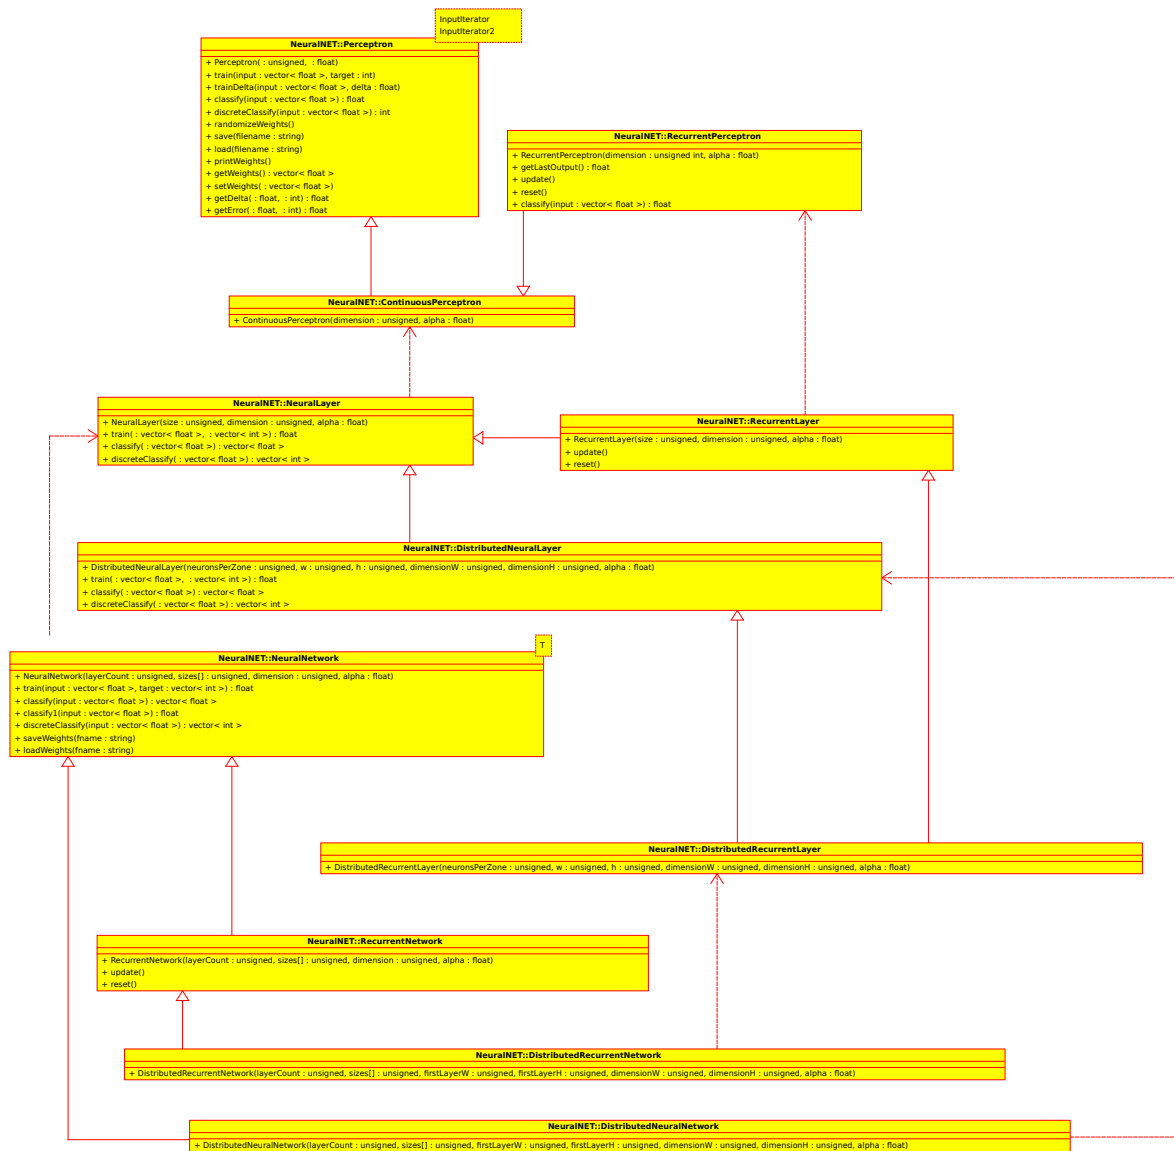 InputIterator
InputIterator2
NeuralNET::Perceptron
+ Perceptron( : unsigned, : float)
+ train(input : vector< float >, target : int)
+ trainDelta(input : vector< float >, delta : float)
+ classify(input : vector< float >) : float
+ discreteClassify(input : vector< float >) : int
+ randomizeWeights()
+ save(filename : string)
+ load(filename : string)
+ printWeights()
+ getWeights() : vector< float >
+ setWeights( : vector< float >)
+ getDelta( : float, : int) : float
+ getError( : float, : int) : float
NeuralNET::RecurrentPerceptron
+ RecurrentPerceptron(dimension : unsigned int, alpha : float)
+ getLastOutput() : float
+ update()
+ reset()
+ classify(input : vector< float >) : float
NeuralNET::ContinuousPerceptron
+ ContinuousPerceptron(dimension : unsigned, alpha : float)
NeuralNET::NeuralLayer
+ NeuralLayer(size : unsigned, dimension : unsigned, alpha : float)
+ train( : vector< float >, : vector< int >) : float
+ classify( : vector< float >) : vector< float >
+ discreteClassify( : vector< float >) : vector< int >
NeuralNET::RecurrentLayer
+ RecurrentLayer(size : unsigned, dimension : unsigned, alpha : float)
+ update()
+ reset()
NeuralNET::DistributedNeuralLayer
+ DistributedNeuralLayer(neuronsPerZone : unsigned, w : unsigned, h : unsigned, dimensionW : unsigned, dimensionH : unsigned, alpha : float)
+ train( : vector< float >, : vector< int >) : float
+ classify( : vector< float >) : vector< float >
+ discreteClassify( : vector< float >) : vector< int >
T
NeuralNET::NeuralNetwork
+ NeuralNetwork(layerCount : unsigned, sizes[] : unsigned, dimension : unsigned, alpha : float)
+ train(input : vector< float >, target : vector< int >) : float
+ classify(input : vector< float >) : vector< float >
+ classify1(input : vector< float >) : float
+ discreteClassify(input : vector< float >) : vector< int >
+ saveWeights(fname : string)
+ loadWeights(fname : string)
NeuralNET::DistributedRecurrentLayer
+ DistributedRecurrentLayer(neuronsPerZone : unsigned, w : unsigned, h : unsigned, dimensionW : unsigned, dimensionH : unsigned, alpha : float)
NeuralNET::RecurrentNetwork
+ RecurrentNetwork(layerCount : unsigned, sizes[] : unsigned, dimension : unsigned, alpha : float)
+ update()
+ reset()
NeuralNET::DistributedRecurrentNetwork
+ DistributedRecurrentNetwork(layerCount : unsigned, sizes[] : unsigned, firstLayerW : unsigned, firstLayerH : unsigned, dimensionW : unsigned, dimensionH : unsigned, alpha : float)
NeuralNET::DistributedNeuralNetwork
+ DistributedNeuralNetwork(layerCount : unsigned, sizes[] : unsigned, firstLayerW : unsigned, firstLayerH : unsigned, dimensionW : unsigned, dimensionH : unsigned, alpha : float)